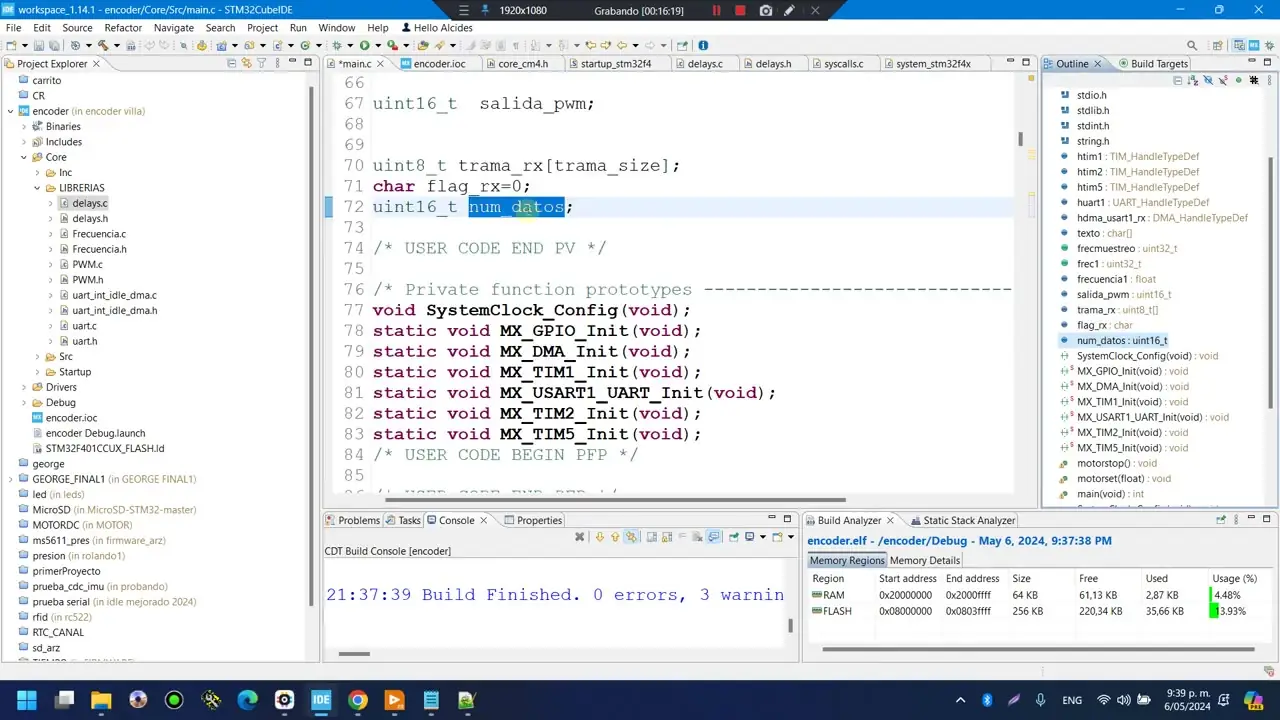 workspace_1.14.1 - encoder/Core/Src/main.c - STM32CubeIDE
1920x1080
Grabando (00:16:19)
File Edit Source Refactor Navigate Search Project Run Window Help Hello Alcides
Project Explorer
carrito
CR
encoder (in encoder villa)
Binaries
Includes
Core
Inc
LIBRERIAS
delays.c
delays.h
Frecuencia.c
Frecuencia.h
PWM.c
PWM.h
uart_int_idle_dma.c
uart_int_idle_dma.h
uart.c
uart.h
Src
Startup
Drivers
Debug
encoder.ioc
encoder Debug.launch
STM32F401CCUX_FLASH.ld
george
GEORGE_FINAL1 (in GEORGE FINAL1)
led (in leds)
MicroSD (in MicroSD-STM32-master)
MOTORDC (in MOTOR)
ms5611_pres (in firmware_arz)
presion (in rolando1)
primerProyecto
prueba_cdc_imu (in probando)
prueba serial (in idle mejorado 2024)
rfid (in rc522)
RTC_CANAL
sd_arz
*main.c encoder.ioc core_cm4.h startup_stm32f4 delays.c delays.h syscalls.c system_stm32f4x
66
67 uint16_t  salida_pwm;
68
69
70 uint8_t trama_rx[trama_size];
71 char flag_rx=0;
72 uint16_t num_datos;
73
74 /* USER CODE END PV */
75
76 /* Private function prototypes -----------------------------
77 void SystemClock_Config(void);
78 static void MX_GPIO_Init(void);
79 static void MX_DMA_Init(void);
80 static void MX_TIM1_Init(void);
81 static void MX_USART1_UART_Init(void);
82 static void MX_TIM2_Init(void);
83 static void MX_TIM5_Init(void);
84 /* USER CODE BEGIN PFP */
85
86 /* USER CODE END PFP */
Outline Build Targets
stdio.h
stdlib.h
stdint.h
string.h
htim1 : TIM_HandleTypeDef
htim2 : TIM_HandleTypeDef
htim5 : TIM_HandleTypeDef
huart1 : UART_HandleTypeDef
hdma_usart1_rx : DMA_HandleTypeDef
texto : char[]
frecmuestreo : uint32_t
frec1 : uint32_t
frecuencia1 : float
salida_pwm : uint16_t
trama_rx : uint8_t[]
flag_rx : char
num_datos : uint16_t
SystemClock_Config(void) : void
MX_GPIO_Init(void) : void
MX_DMA_Init(void) : void
MX_TIM1_Init(void) : void
MX_USART1_UART_Init(void) : void
MX_TIM2_Init(void) : void
MX_TIM5_Init(void) : void
motorstop() : void
motorset(float) : void
main(void) : int
Problems Tasks Console Properties
CDT Build Console [encoder]
21:37:39 Build Finished. 0 errors, 3 warnin
Build Analyzer Static Stack Analyzer
encoder.elf - /encoder/Debug - May 6, 2024, 9:37:38 PM
Memory Regions Memory Details
Region Start address End address Size Free Used Usage (%)
RAM 0x20000000 0x2000ffff 64 KB 61,13 KB 2,87 KB 4.48%
FLASH 0x08000000 0x0803ffff 256 KB 220,34 KB 35,66 KB 13.93%
IDE
ENG
9:39 p. m.
6/05/2024